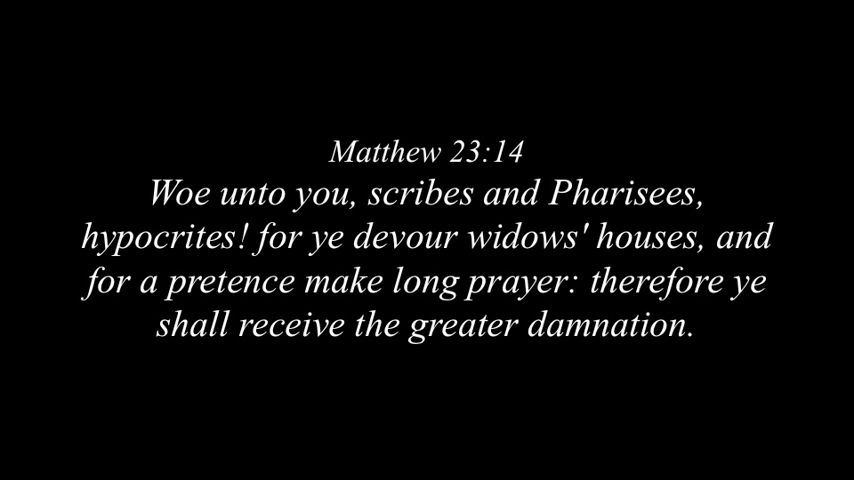 Matthew 23:14
Woe unto you, scribes and Pharisees,
hypocrites! for ye devour widows' houses, and
for a pretence make long prayer: therefore ye
shall receive the greater damnation.